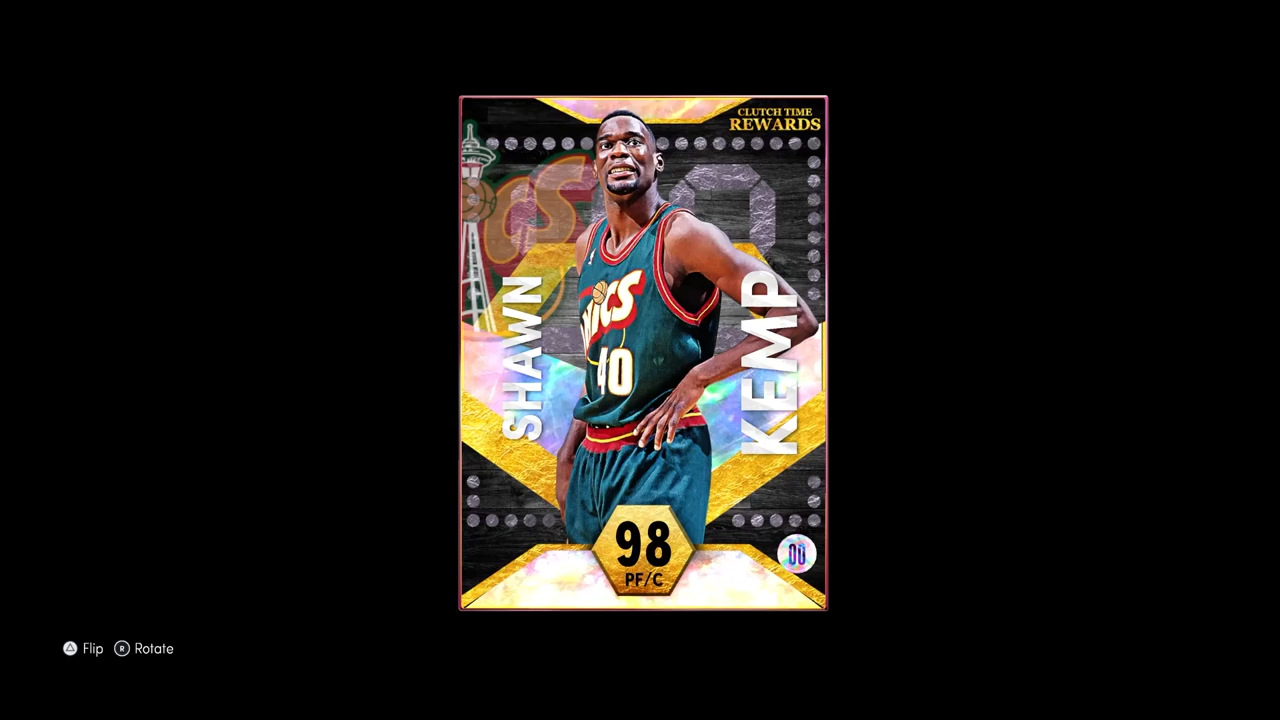 CLUTCH TIME
REWARDS
SHAWN
KEMP
SONICS
40
98
PF/C
Flip
R
Rotate